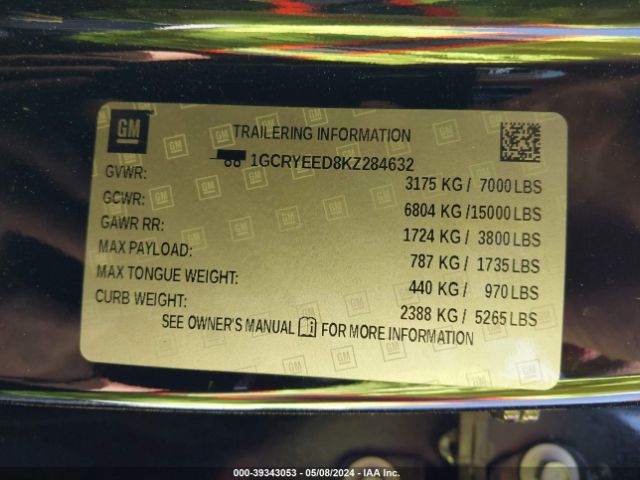 GM
TRAILERING INFORMATION
1GCRYEED8KZ284632
GVWR: 3175 KG / 7000 LBS
GCWR: 6804 KG /15000 LBS
GAWR RR: 1724 KG / 3800 LBS
MAX PAYLOAD: 787 KG / 1735 LBS
MAX TONGUE WEIGHT: 440 KG / 970 LBS
CURB WEIGHT: 2388 KG / 5265 LBS
SEE OWNER'S MANUAL FOR MORE INFORMATION
000-39343053 - 05/08/2024 - IAA Inc.